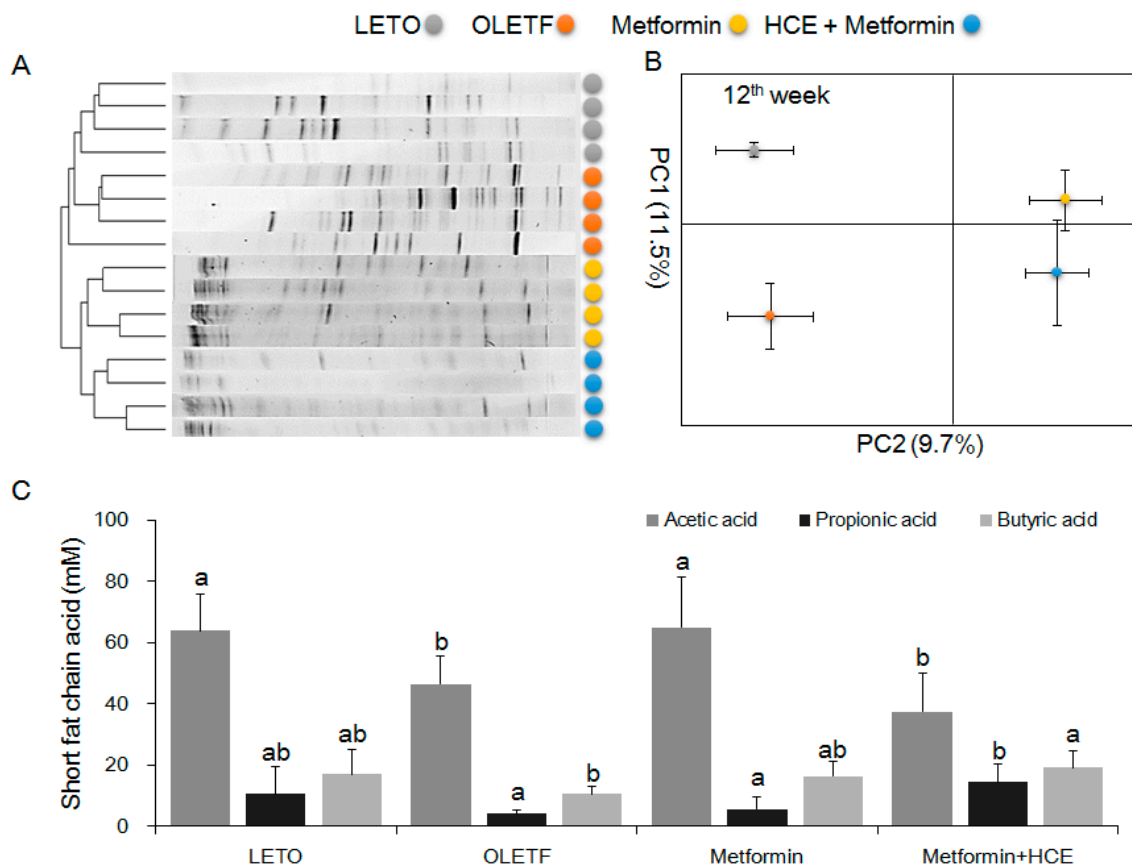 LETO OLETF Metformin HCE + Metformin
A
B
12th week
PC1 (11.5%)
PC2 (9.7%)
C
Short fat chain acid (mM)
100
80
60
40
20
0
Acetic acid Propionic acid Butyric acid
a ab ab b a b a a ab b b a
LETO OLETF Metformin Metformin+HCE